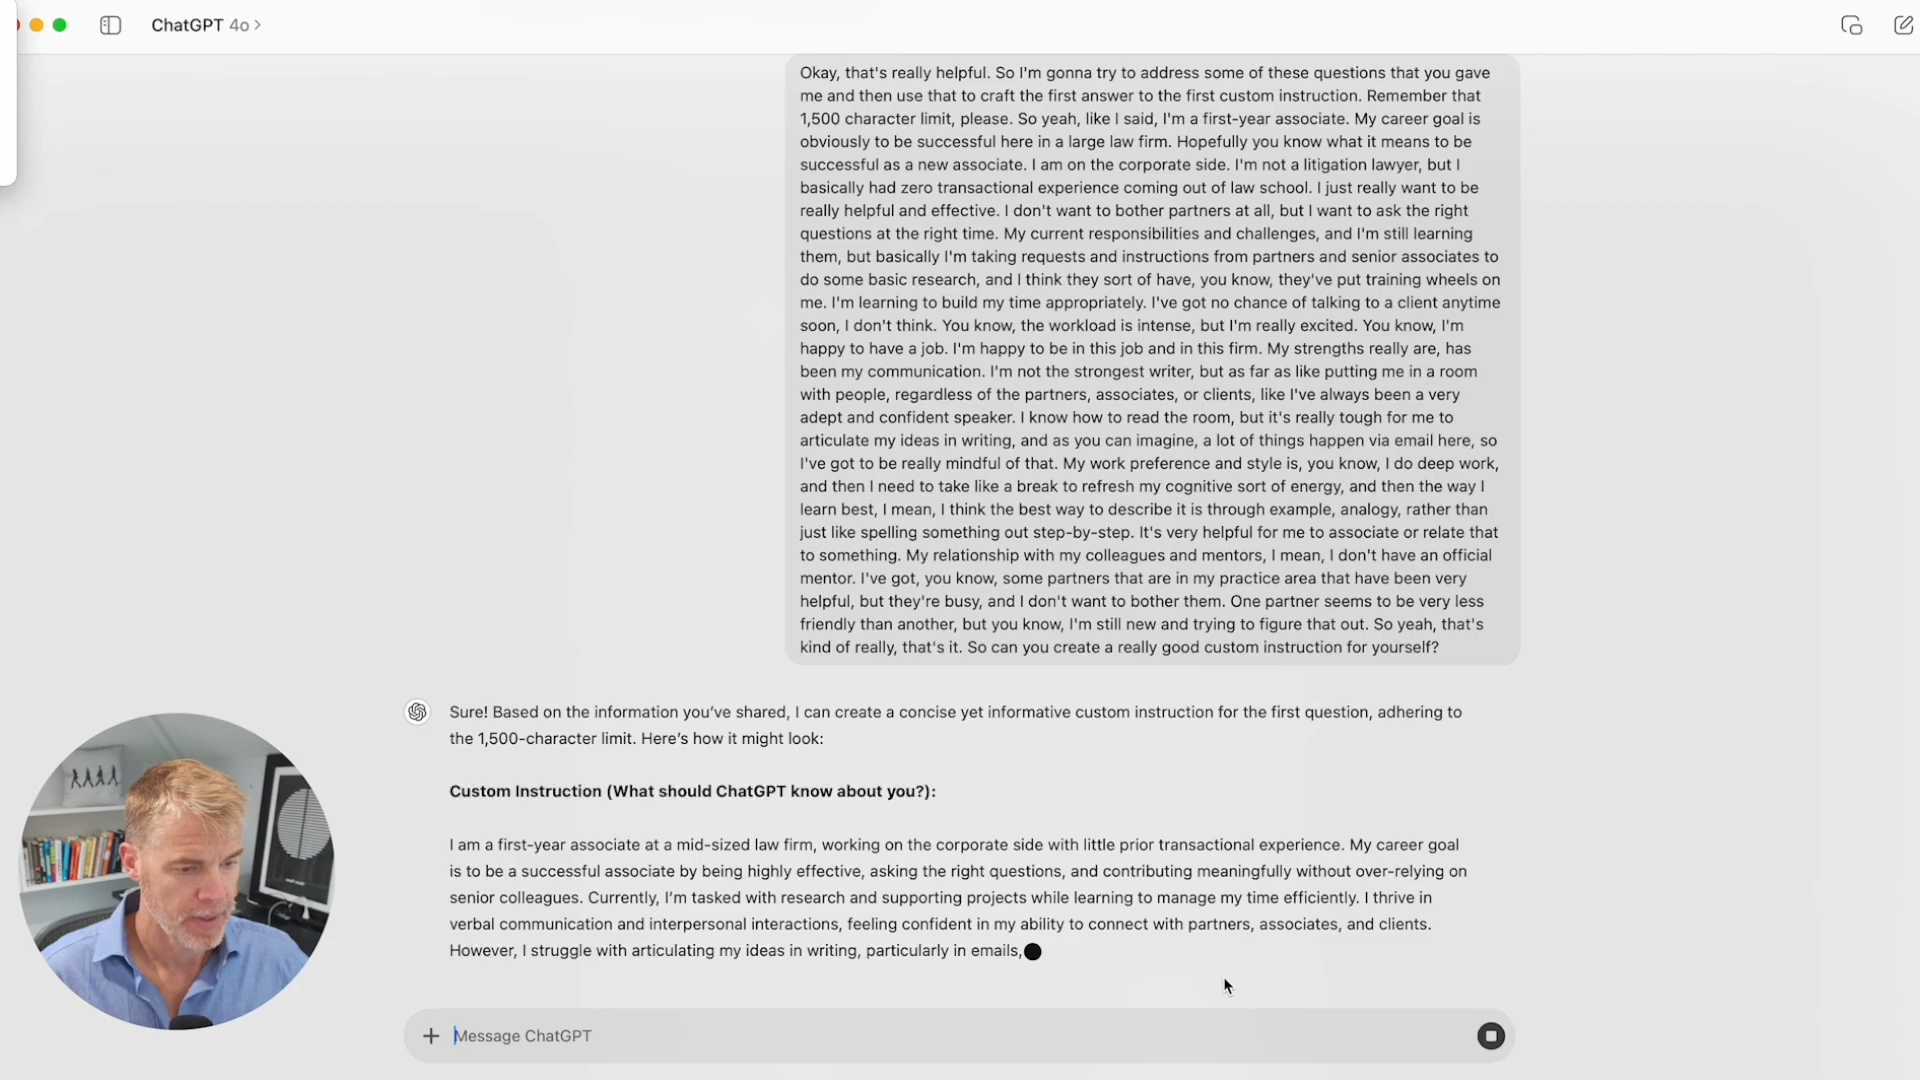 ChatGPT 4o >
Okay, that's really helpful. So I'm gonna try to address some of these questions that you gave
me and then use that to craft the first answer to the first custom instruction. Remember that
1,500 character limit, please. So yeah, like I said, I'm a first-year associate. My career goal is
obviously to be successful here in a large law firm. Hopefully you know what it means to be
successful as a new associate. I am on the corporate side. I'm not a litigation lawyer, but I
basically had zero transactional experience coming out of law school. I just really want to be
really helpful and effective. I don't want to bother partners at all, but I want to ask the right
questions at the right time. My current responsibilities and challenges, and I'm still learning
them, but basically I'm taking requests and instructions from partners and senior associates to
do some basic research, and I think they sort of have, you know, they've put training wheels on
me. I'm learning to build my time appropriately. I've got no chance of talking to a client anytime
soon, I don't think. You know, the workload is intense, but I'm really excited. You know, I'm
happy to have a job. I'm happy to be in this job and in this firm. My strengths really are, has
been my communication. I'm not the strongest writer, but as far as like putting me in a room
with people, regardless of the partners, associates, or clients, like I've always been a very
adept and confident speaker. I know how to read the room, but it's really tough for me to
articulate my ideas in writing, and as you can imagine, a lot of things happen via email here, so
I've got to be really mindful of that. My work preference and style is, you know, I do deep work,
and then I need to take like a break to refresh my cognitive sort of energy, and then the way I
learn best, I mean, I think the best way to describe it is through example, analogy, rather than
just like spelling something out step-by-step. It's very helpful for me to associate or relate that
to something. My relationship with my colleagues and mentors, I mean, I don't have an official
mentor. I've got, you know, some partners that are in my practice area that have been very
helpful, but they're busy, and I don't want to bother them. One partner seems to be very less
friendly than another, but you know, I'm still new and trying to figure that out. So yeah, that's
kind of really, that's it. So can you create a really good custom instruction for yourself?
Sure! Based on the information you've shared, I can create a concise yet informative custom instruction for the first question, adhering to
the 1,500-character limit. Here's how it might look:
Custom Instruction (What should ChatGPT know about you?):
I am a first-year associate at a mid-sized law firm, working on the corporate side with little prior transactional experience. My career goal
is to be a successful associate by being highly effective, asking the right questions, and contributing meaningfully without over-relying on
senior colleagues. Currently, I'm tasked with research and supporting projects while learning to manage my time efficiently. I thrive in
verbal communication and interpersonal interactions, feeling confident in my ability to connect with partners, associates, and clients.
However, I struggle with articulating my ideas in writing, particularly in emails,
Message ChatGPT